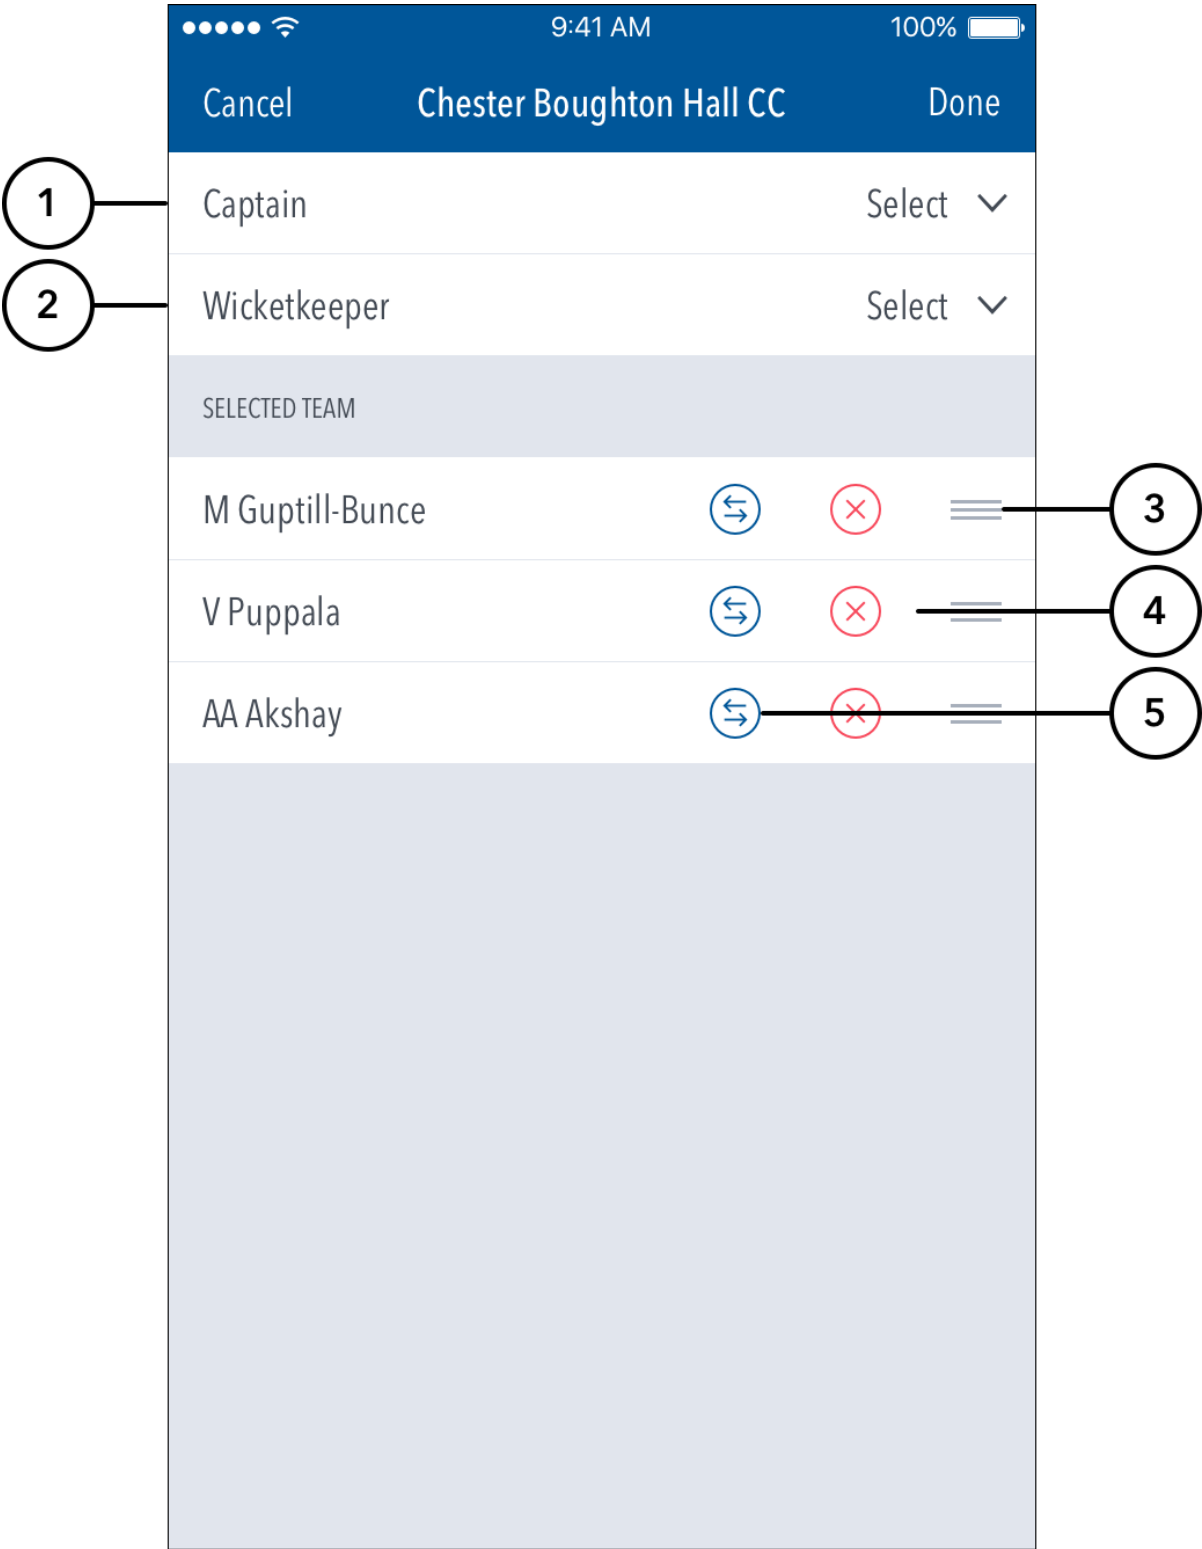 9:41 AM 100%
Cancel Chester Boughton Hall CC Done
1 Captain Select
2 Wicketkeeper Select
SELECTED TEAM
M Guptill-Bunce 3
V Puppala 4
AA Akshay 5